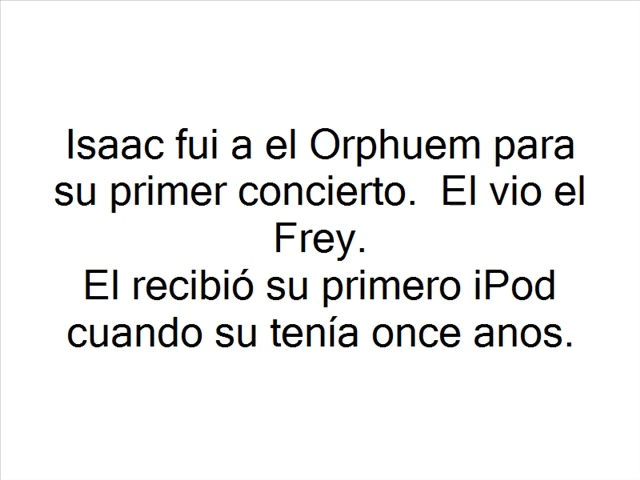 Isaac fui a el Orphuem para
su primer concierto.  El vio el
Frey.
El recibió su primero iPod
cuando su tenía once anos.